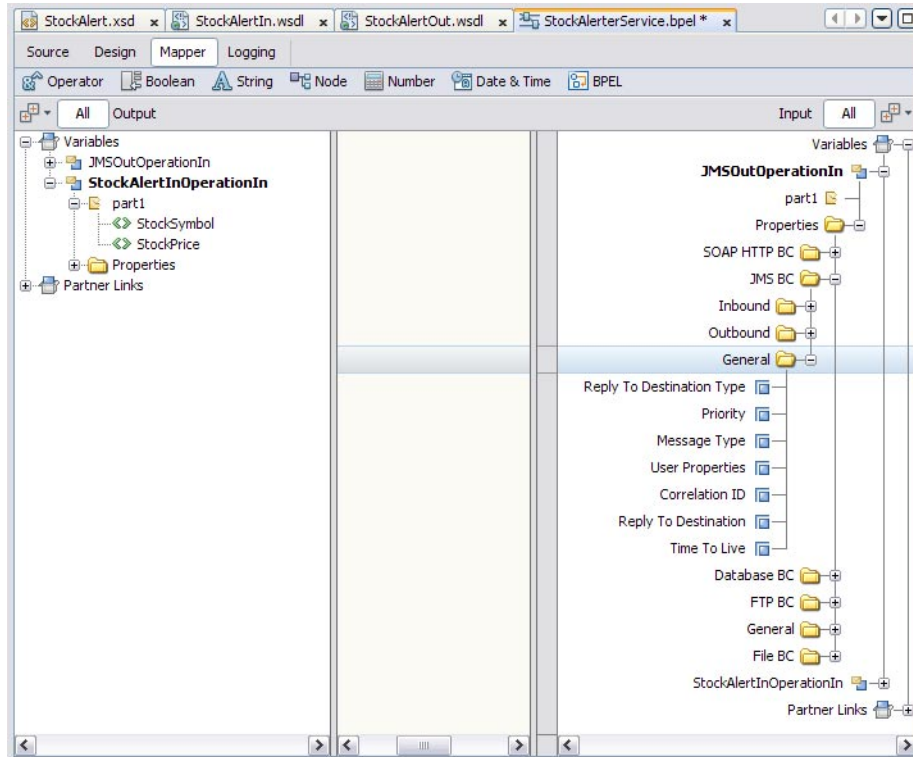 StockAlert.xsd x StockAlertIn.wsdl x StockAlertOut.wsdl x StockAlerterService.bpel * x
Source Design Mapper Logging
Operator Boolean String Node Number Date & Time BPEL
All Output Input All
Variables
JMSOutOperationIn
StockAlertInOperationIn
part1
StockSymbol
StockPrice
Properties
Partner Links
Variables
JMSOutOperationIn
part1
Properties
SOAP HTTP BC
JMS BC
Inbound
Outbound
General
Reply To Destination Type
Priority
Message Type
User Properties
Correlation ID
Reply To Destination
Time To Live
Database BC
FTP BC
General
File BC
StockAlertInOperationIn
Partner Links